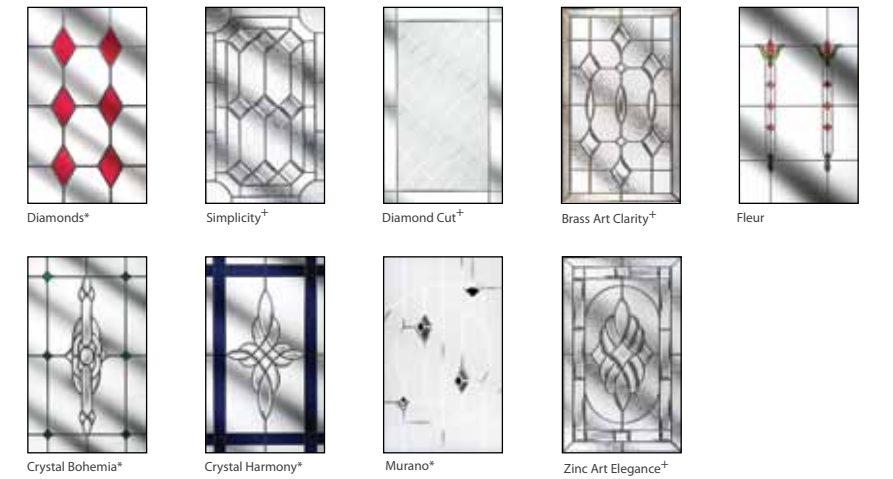 Diamonds*
Simplicity+
Diamond Cut+
Brass Art Clarity+
Fleur
Crystal Bohemia*
Crystal Harmony*
Murano*
Zinc Art Elegance+